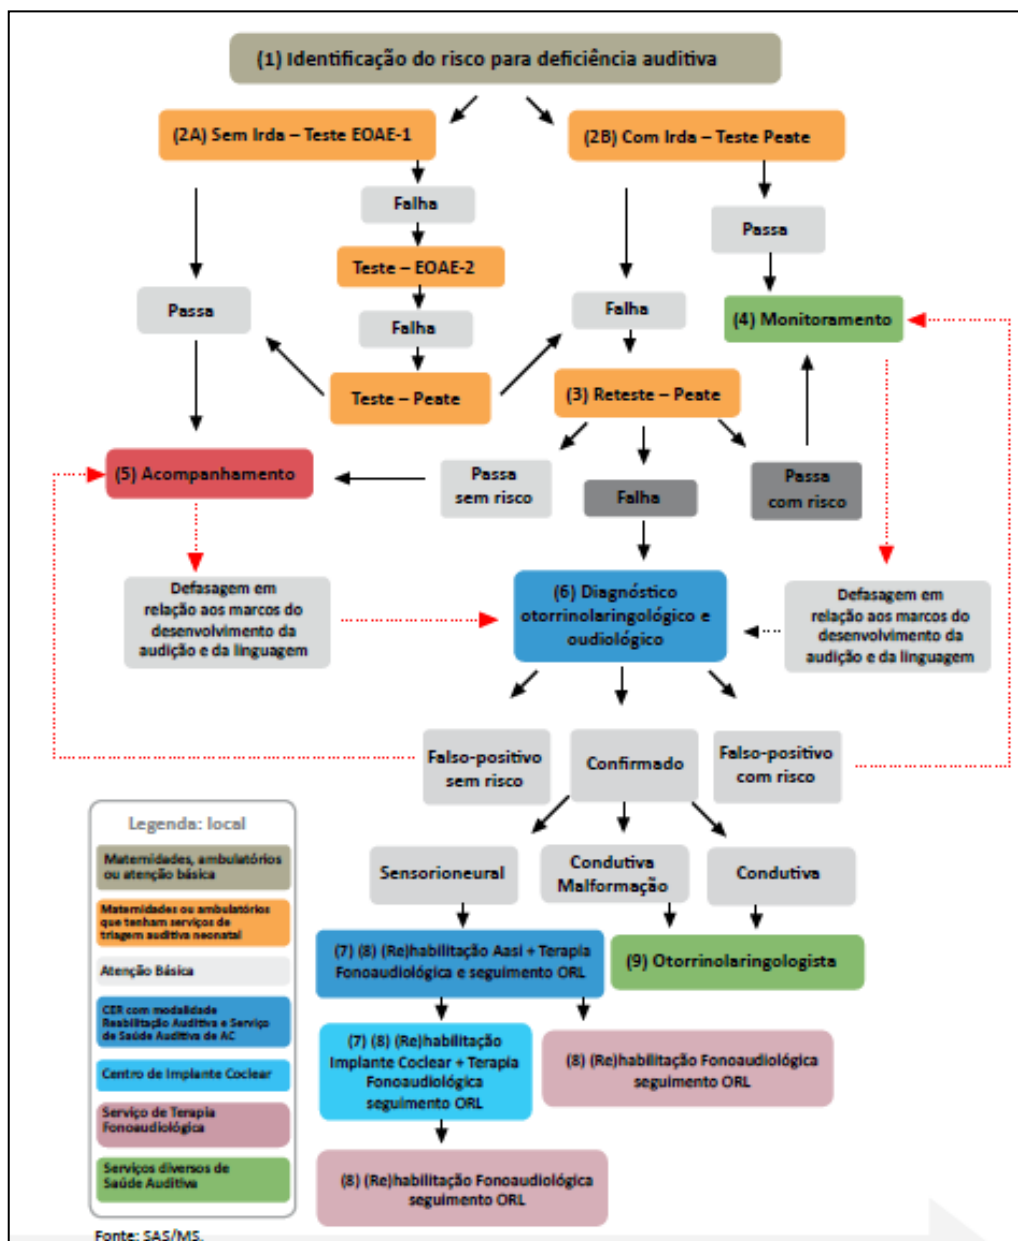 (1) Identificação do risco para deficiência auditiva
(2A) Sem Irda – Teste EOAE-1
(2B) Com Irda – Teste Peate
Falha
Passa
Teste – EOAE-2
Passa
Falha
Falha
(4) Monitoramento
Teste – Peate
(3) Reteste – Peate
(5) Acompanhamento
Passa
sem risco
Falha
Passa
com risco
Defasagem em
relação aos marcos do
desenvolvimento da
audição e da linguagem
(6) Diagnóstico
otorrinolaringológico e
oudiológico
Defasagem em
relação aos marcos do
desenvolvimento da
audição e da linguagem
Falso-positivo
sem risco
Confirmado
Falso-positivo
com risco
Sensorioneural
Condutiva
Malformação
Condutiva
(7) (8) (Re)habilitação Aasi + Terapia
Fonoaudiológica e seguimento ORL
(9) Otorrinolaringologista
(7) (8) (Re)habilitação
Implante Coclear + Terapia
Fonoaudiológica
seguimento ORL
(8) (Re)habilitação Fonoaudiológica
seguimento ORL
(8) (Re)habilitação Fonoaudiológica
seguimento ORL
Legenda: local
Maternidades, ambulatórios
ou atenção básica
Maternidades ou ambulatórios
que tenham serviços de
triagem auditiva neonatal
Atenção Básica
CER com modalidade
Reabilitação Auditiva e Serviço
de Saúde Auditiva de AC
Centro de Implante Coclear
Serviço de Terapia
Fonoaudiológica
Serviços diversos de
Saúde Auditiva
Fonte: SAS/MS.